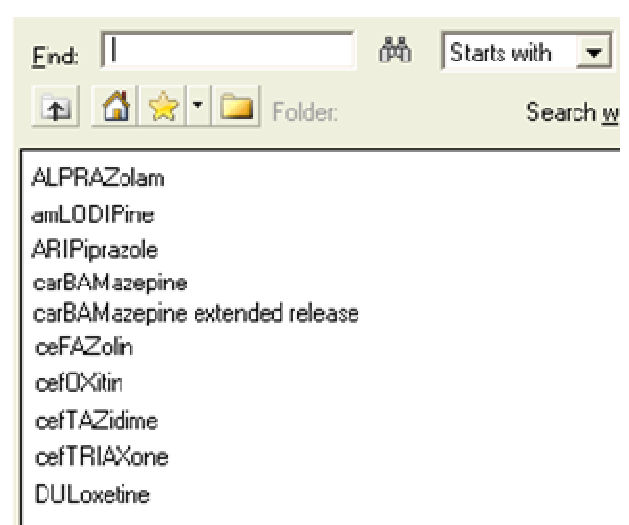 Find: Starts with
Folder: Search w
ALPRAZolam
amLODIPine
ARIPiprazole
carBAMazepine
carBAMazepine extended release
ceFAZolin
cefOXitin
cefTAZidime
cefTRIAXone
DULoxetine